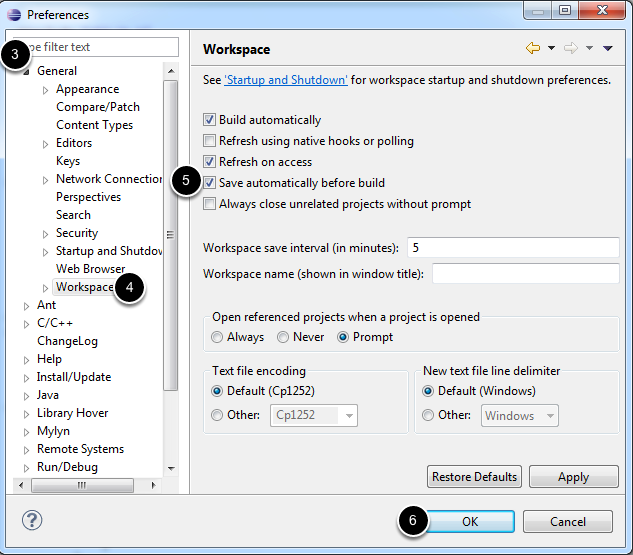 Preferences
3
pe filter text
Workspace
General
Appearance
Compare/Patch
Content Types
Editors
Keys
Network Connection
Perspectives
Search
Security
Startup and Shutdow
Web Browser
Workspace
4
Ant
C/C++
ChangeLog
Help
Install/Update
Java
Library Hover
Mylyn
Remote Systems
Run/Debug
See 'Startup and Shutdown' for workspace startup and shutdown preferences.
Build automatically
Refresh using native hooks or polling
Refresh on access
5
Save automatically before build
Always close unrelated projects without prompt
Workspace save interval (in minutes): 5
Workspace name (shown in window title):
Open referenced projects when a project is opened
Always Never Prompt
Text file encoding
Default (Cp1252)
Other: Cp1252
New text file line delimiter
Default (Windows)
Other: Windows
Restore Defaults Apply
?
6
OK Cancel